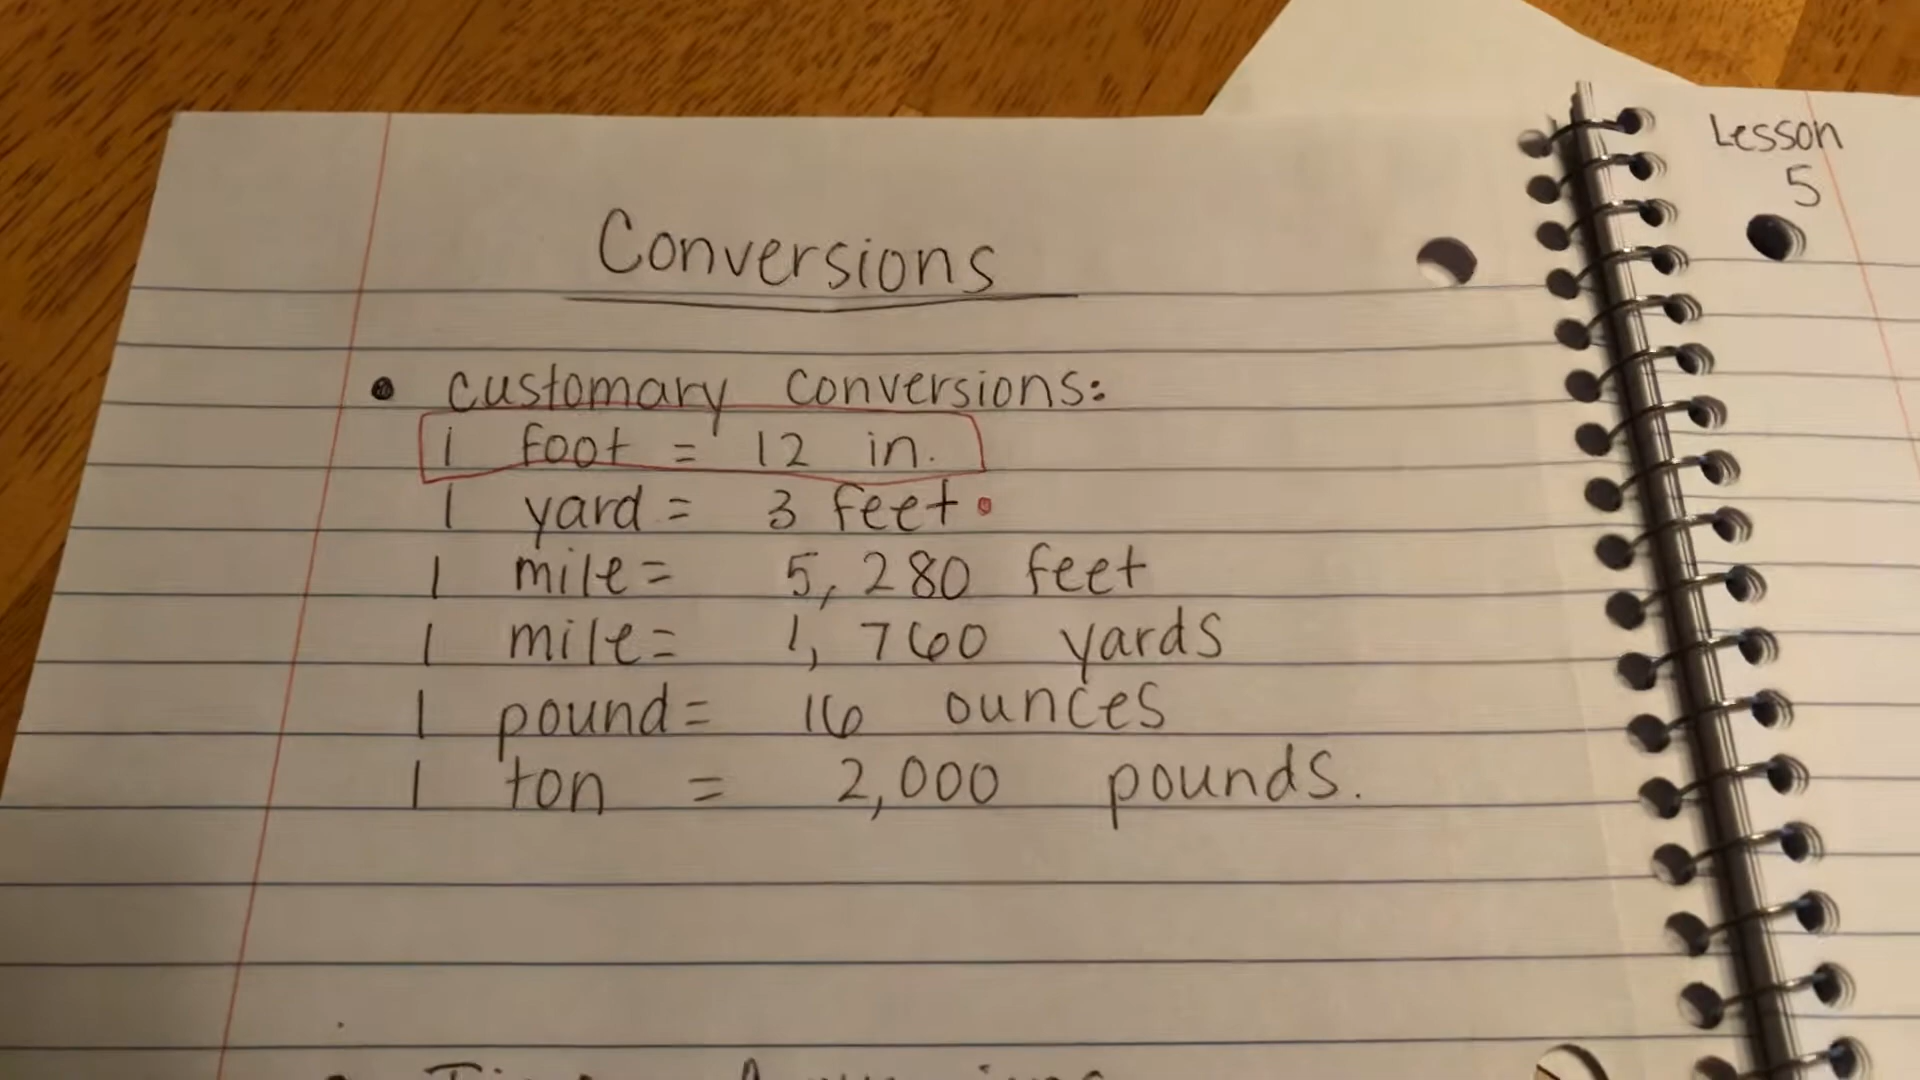 Conversions
• customary conversions:
1 foot = 12 in.
1 yard = 3 feet
1 mile = 5,280 feet
1 mile = 1,760 yards
1 pound = 16 ounces
1 ton = 2,000 pounds.
Lesson
5